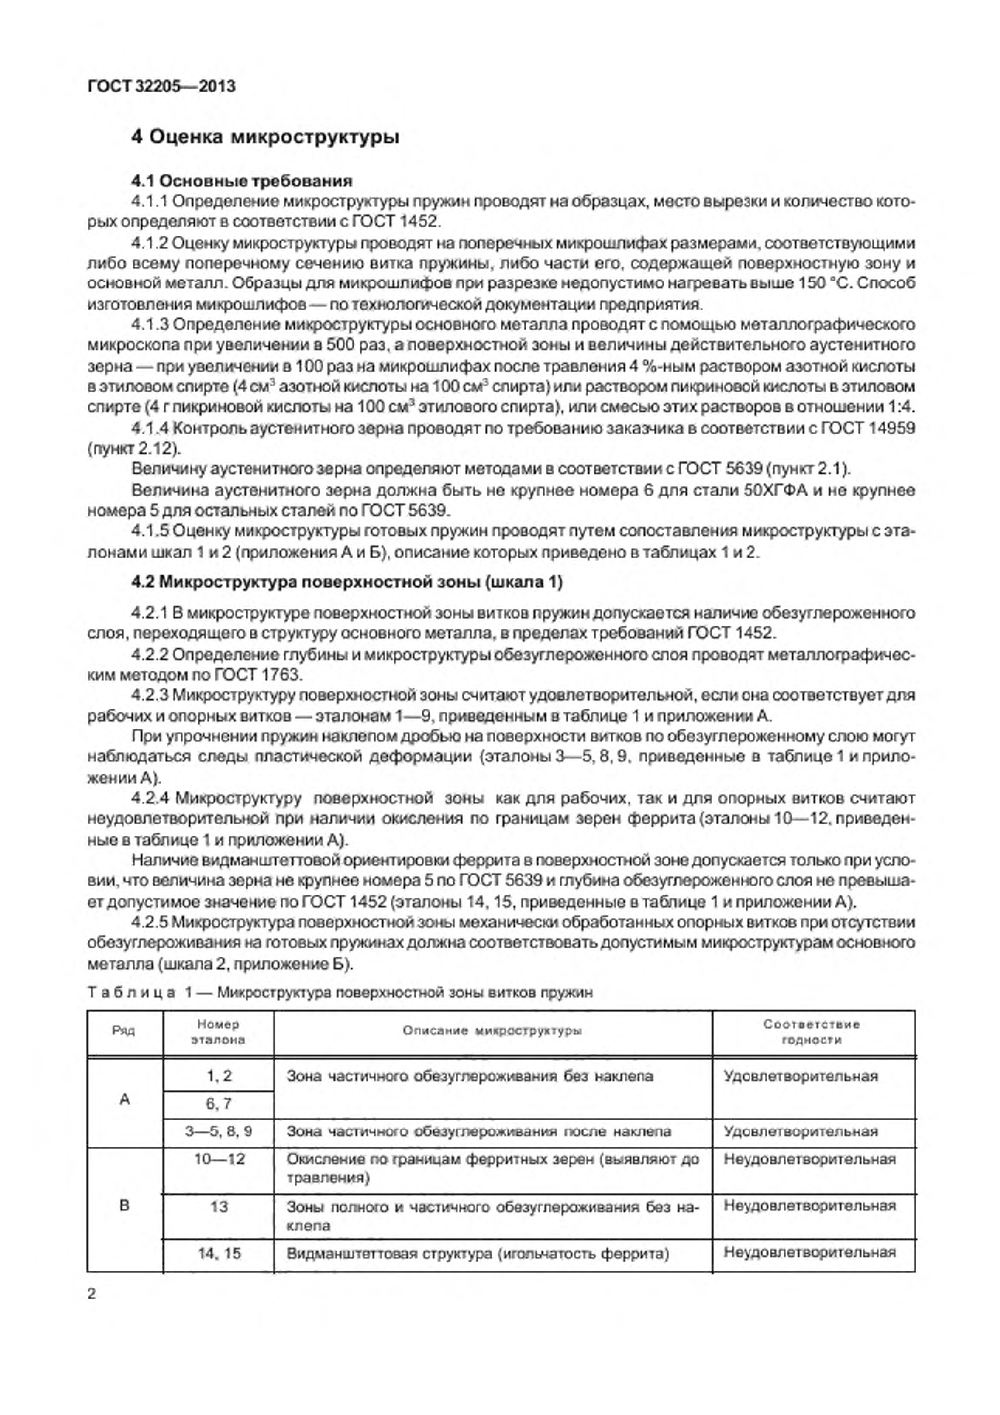 ГОСТ 32205—2013
4 Оценка микроструктуры
4.1 Основные требования
4.1.1 Определение микроструктуры пружин проводят на образцах, место вырезки и количество кото-
рых определяют в соответствии с ГОСТ 1452.
4.1.2 Оценку микроструктуры проводят на поперечных микрошлифах размерами, соответствующими
либо всему поперечному сечению витка пружины, либо части его, содержащей поверхностную зону и
основной металл. Образцы для микрошлифов при разрезке недопустимо нагревать выше 150 °С. Способ
изготовления микрошлифов — по технологической документации предприятия.
4.1.3 Определение микроструктуры основного металла проводят с помощью металлографического
микроскопа при увеличении в 500 раз, а поверхностной зоны и величины действительного аустенитного
зерна — при увеличении в 100 раз на микрошлифах после травления 4 %-ным раствором азотной кислоты
в этиловом спирте (4 см³ азотной кислоты на 100 см³ спирта) или раствором пикриновой кислоты в этиловом
спирте (4 г пикриновой кислоты на 100 см³ этилового спирта), или смесью этих растворов в отношении 1:4.
4.1.4 Контроль аустенитного зерна проводят по требованию заказчика в соответствии с ГОСТ 14959
(пункт 2.12).
Величину аустенитного зерна определяют методами в соответствии с ГОСТ 5639 (пункт 2.1).
Величина аустенитного зерна должна быть не крупнее номера 6 для стали 50ХГФА и не крупнее
номера 5 для остальных сталей по ГОСТ 5639.
4.1.5 Оценку микроструктуры готовых пружин проводят путем сопоставления микроструктуры с эта-
лонами шкал 1 и 2 (приложения А и Б), описание которых приведено в таблицах 1 и 2.
4.2 Микроструктура поверхностной зоны (шкала 1)
4.2.1 В микроструктуре поверхностной зоны витков пружин допускается наличие обезуглероженного
слоя, переходящего в структуру основного металла, в пределах требований ГОСТ 1452.
4.2.2 Определение глубины и микроструктуры обезуглероженного слоя проводят металлографичес-
ким методом по ГОСТ 1763.
4.2.3 Микроструктуру поверхностной зоны считают удовлетворительной, если она соответствует для
рабочих и опорных витков — эталонам 1—9, приведенным в таблице 1 и приложении А.
При упрочнении пружин наклепом дробью на поверхности витков по обезуглероженному слою могут
наблюдаться следы пластической деформации (эталоны 3—5, 8, 9, приведенные в таблице 1 и прило-
жении А).
4.2.4 Микроструктуру поверхностной зоны как для рабочих, так и для опорных витков считают
неудовлетворительной при наличии окисления по границам зерен феррита (эталоны 10—12, приведен-
ные в таблице 1 и приложении А).
Наличие видманштеттовой ориентировки феррита в поверхностной зоне допускается только при усло-
вии, что величина зерна не крупнее номера 5 по ГОСТ 5639 и глубина обезуглероженного слоя не превыша-
ет допустимое значение по ГОСТ 1452 (эталоны 14, 15, приведенные в таблице 1 и приложении А).
4.2.5 Микроструктура поверхностной зоны механически обработанных опорных витков при отсутствии
обезуглероживания на готовых пружинах должна соответствовать допустимым микроструктурам основного
металла (шкала 2, приложение Б).
Таблица 1 — Микроструктура поверхностной зоны витков пружин
Ряд
Номер
эталона
Описание микроструктуры
Соответствие
годности
А
1, 2
Зона частичного обезуглероживания без наклепа
Удовлетворительная
6, 7
3—5, 8, 9
Зона частичного обезуглероживания после наклепа
Удовлетворительная
В
10—12
Окисление по границам ферритных зерен (выявляют до
травления)
Неудовлетворительная
13
Зоны полного и частичного обезуглероживания без на-
клепа
Неудовлетворительная
14, 15
Видманштеттовая структура (игольчатость феррита)
Неудовлетворительная
2